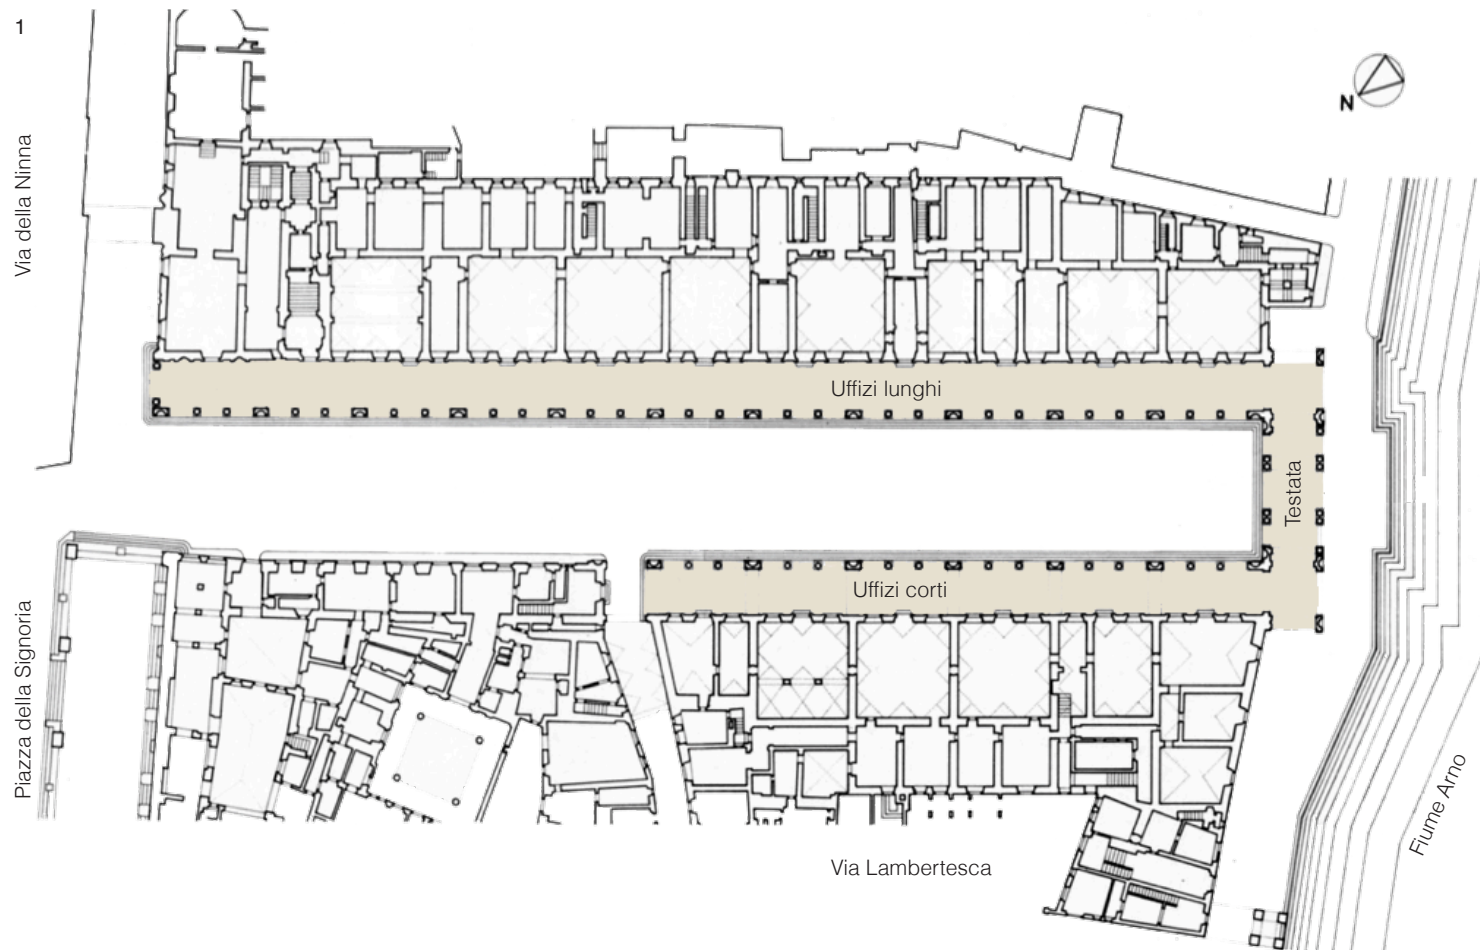 1
Via della Ninna
N
Uffizi lunghi
Testata
Uffizi corti
Piazza della Signoria
Fiume Arno
Via Lambertesca